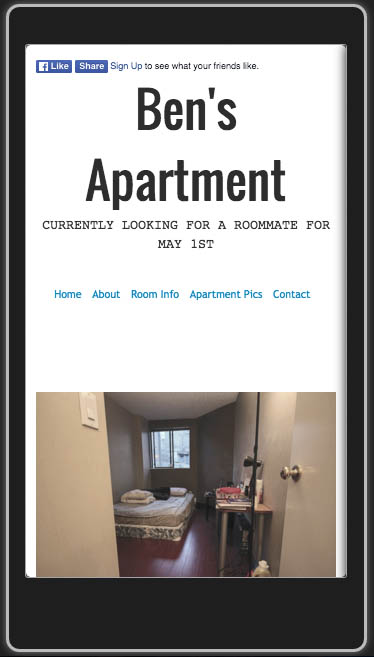 Like Share Sign Up to see what your friends like.
Ben's
Apartment
CURRENTLY LOOKING FOR A ROOMMATE FOR
MAY 1ST
Home About Room Info Apartment Pics Contact